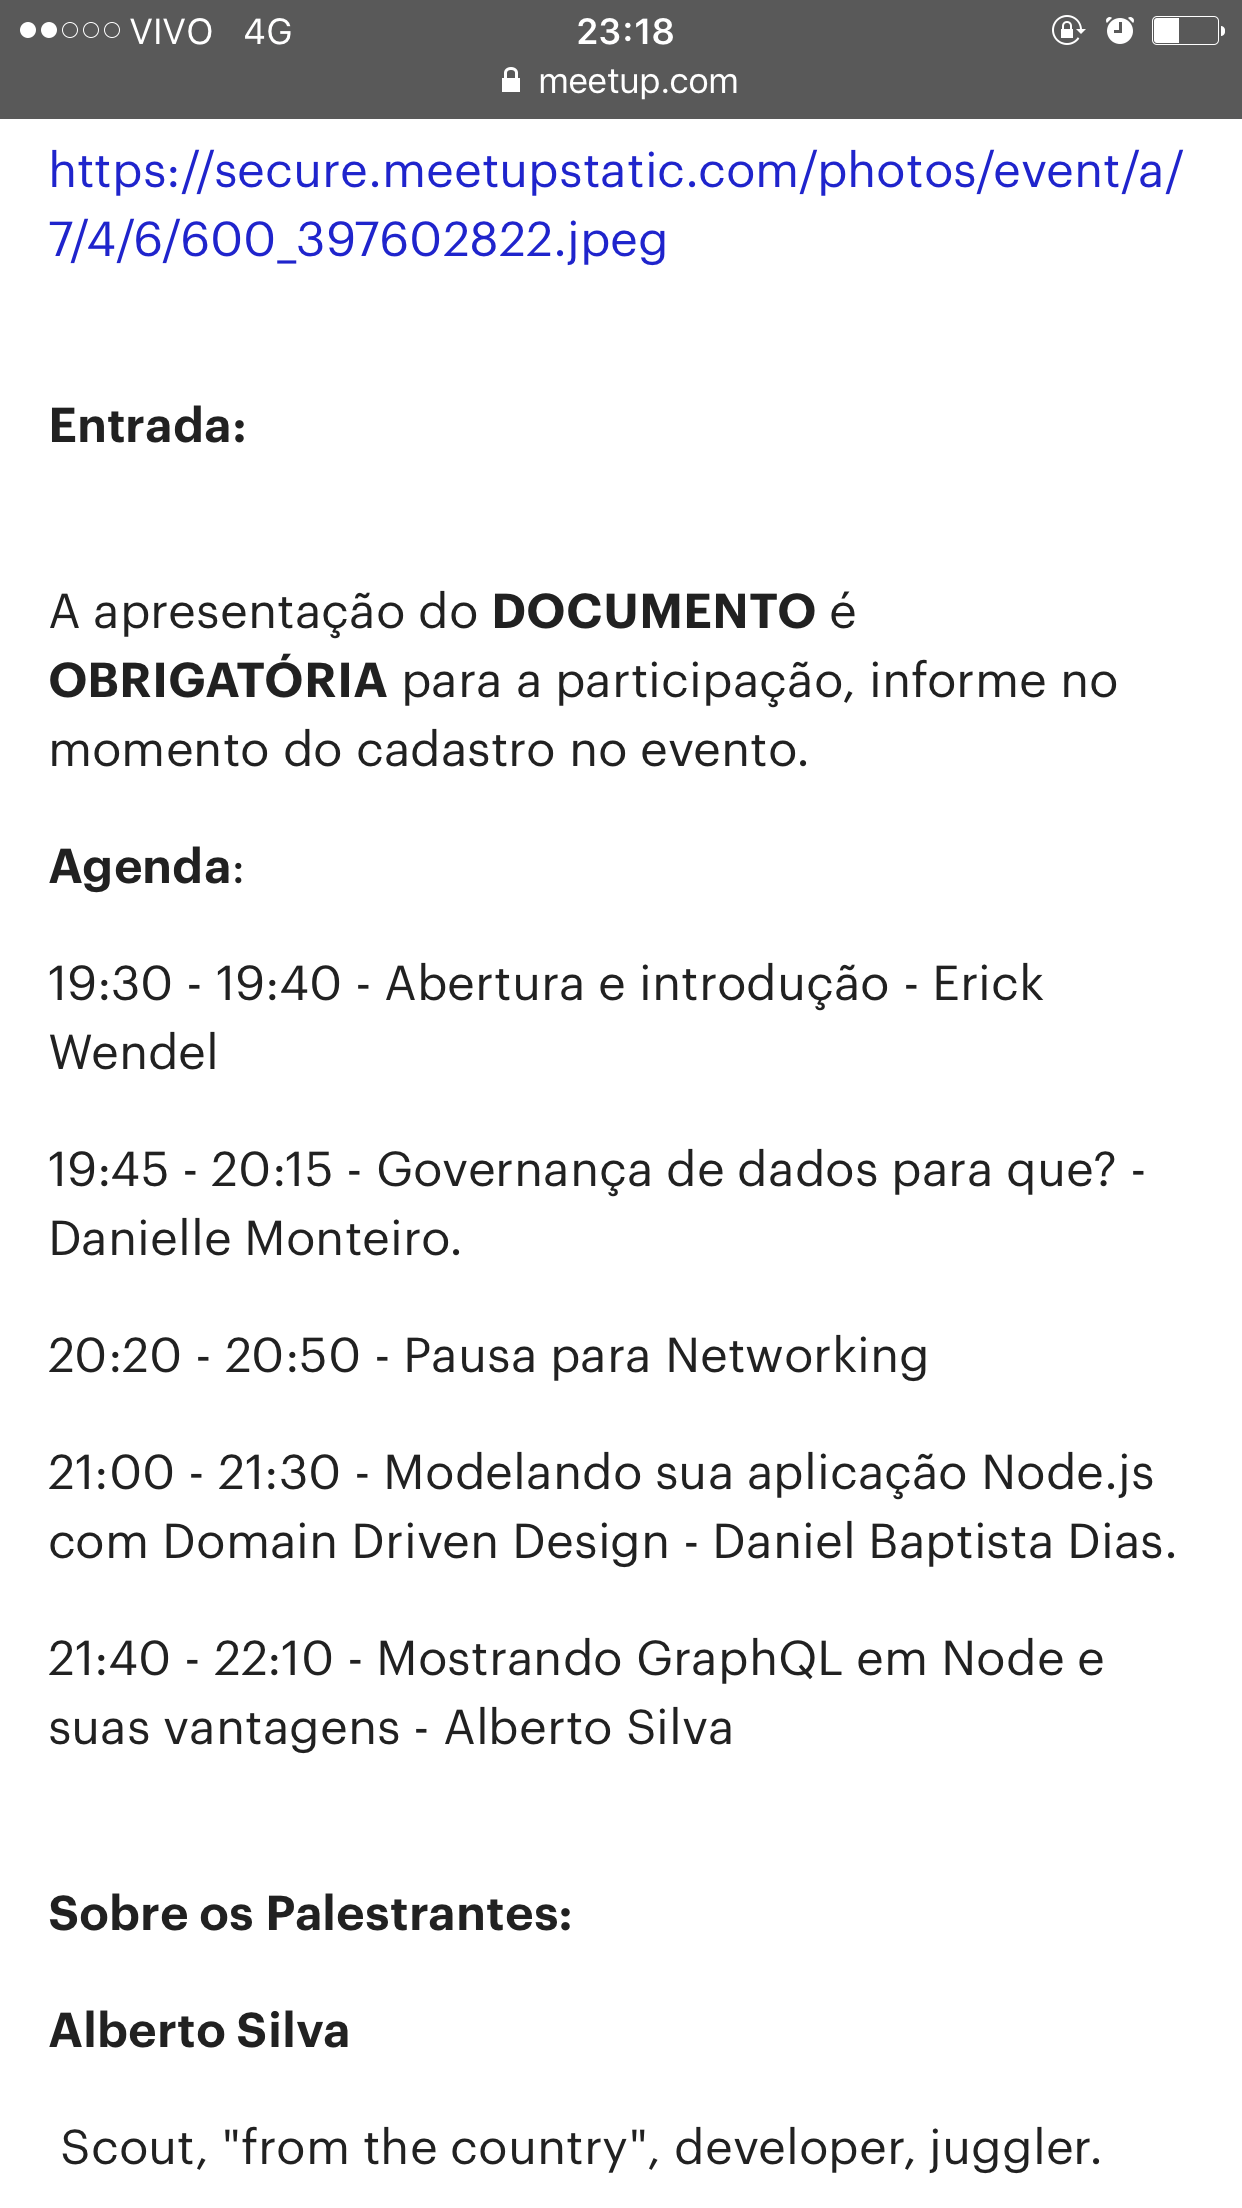 VIVO 4G 23:18
meetup.com
https://secure.meetupstatic.com/photos/event/a/
7/4/6/600_397602822.jpeg
Entrada:
A apresentação do DOCUMENTO é
OBRIGATÓRIA para a participação, informe no
momento do cadastro no evento.
Agenda:
19:30 - 19:40 - Abertura e introdução - Erick
Wendel
19:45 - 20:15 - Governança de dados para que? -
Danielle Monteiro.
20:20 - 20:50 - Pausa para Networking
21:00 - 21:30 - Modelando sua aplicação Node.js
com Domain Driven Design - Daniel Baptista Dias.
21:40 - 22:10 - Mostrando GraphQL em Node e
suas vantagens - Alberto Silva
Sobre os Palestrantes:
Alberto Silva
Scout, "from the country", developer, juggler.